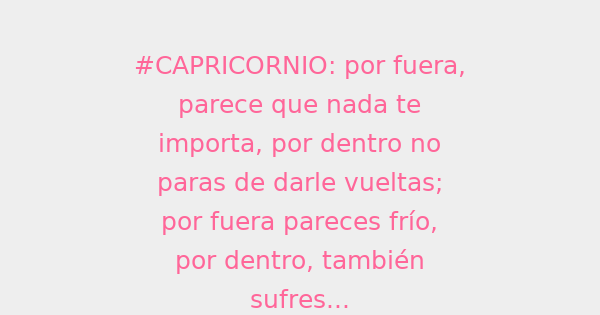 #CAPRICORNIO: por fuera,
parece que nada te
importa, por dentro no
paras de darle vueltas;
por fuera pareces frío,
por dentro, también
sufres...